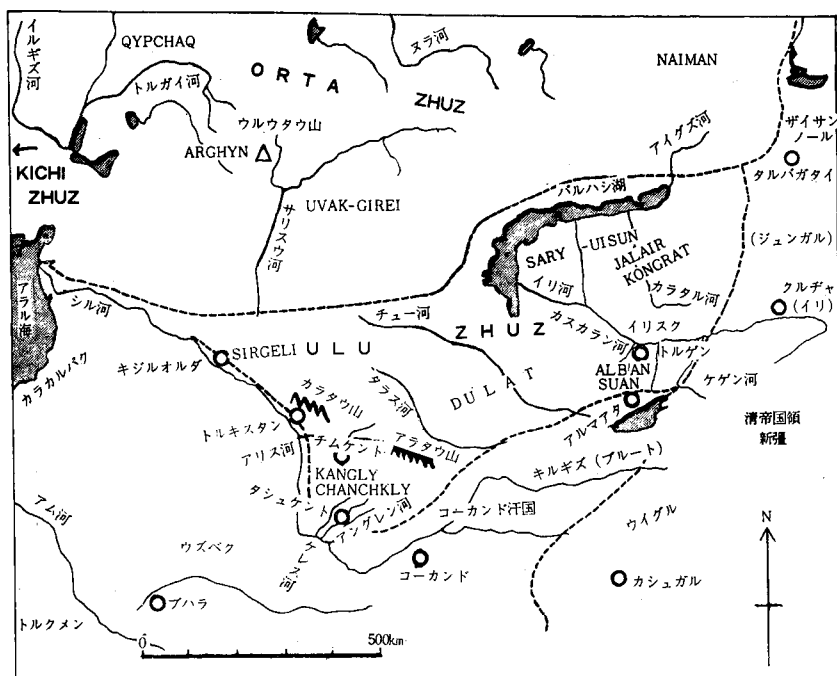 イルギズ河
QYPCHAQ
トルガイ河
ORTA
ZHUZ
ヌラ河
NAIMAN
ウルウタウ山
ARGHYN
KICHI
ZHUZ
UVAK-GIREI
サリスウ河
アイグズ河
バルハシ湖
ザイサン
ノール
タルバガタイ
(ジュンガル)
クルヂャ
(イリ)
SARY-UISUN
JALAIR
KONGRAT
カラタル河
イリ河
カスカラン河
イリスク
トルゲン
ケゲン河
ALB'AN
SUAN
アルマアタ
清帝国領
新疆
アラル海
シル河
カラカルパク
キジルオルダ
SIRGELI
ULU
ZHUZ
チュー河
DULAT
タラス河
カラタウ山
トルキスタン
アリス河
チムケント
アラタウ山
KANGLY
CHANCHKLY
タシュケント
アングレン河
ケレス河
コーカンド汗国
キルギズ(ブルート)
ウイグル
コーカンド
カシュガル
アム河
ウズベク
ブハラ
トルクメン
0
500km
N